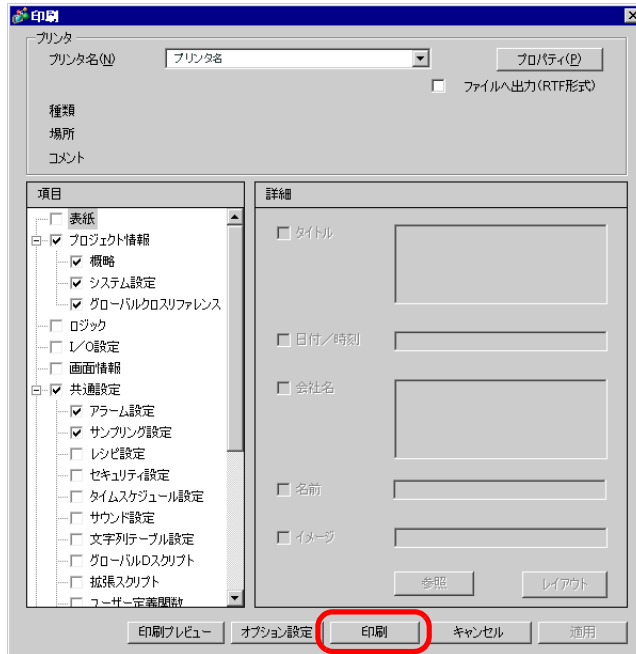 印刷
プリンタ
プリンタ名(N) プリンタ名 プロパティ(P)
ファイルへ出力(RTF形式)
種類
場所
コメント
項目
表紙
プロジェクト情報
概略
システム設定
グローバルクロスリファレンス
ロジック
I/O設定
画面情報
共通設定
アラーム設定
サンプリング設定
レシピ設定
セキュリティ設定
タイムスケジュール設定
サウンド設定
文字列テーブル設定
グローバルDスクリプト
拡張スクリプト
ユーザー定義関数
詳細
タイトル
日付/時刻
会社名
名前
イメージ
参照 レイアウト
印刷プレビュー オプション設定 印刷 キャンセル 適用